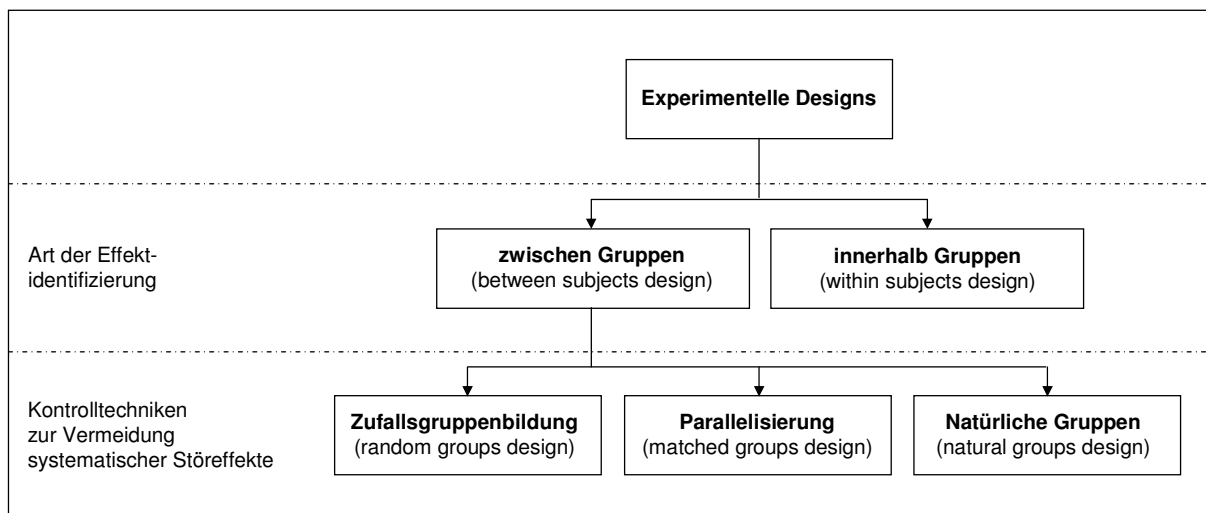 Experimentelle Designs
Art der Effekt-
identifizierung
zwischen Gruppen
(between subjects design)
innerhalb Gruppen
(within subjects design)
Kontrolltechniken
zur Vermeidung
systematischer Störeffekte
Zufallsgruppenbildung
(random groups design)
Parallelisierung
(matched groups design)
Natürliche Gruppen
(natural groups design)